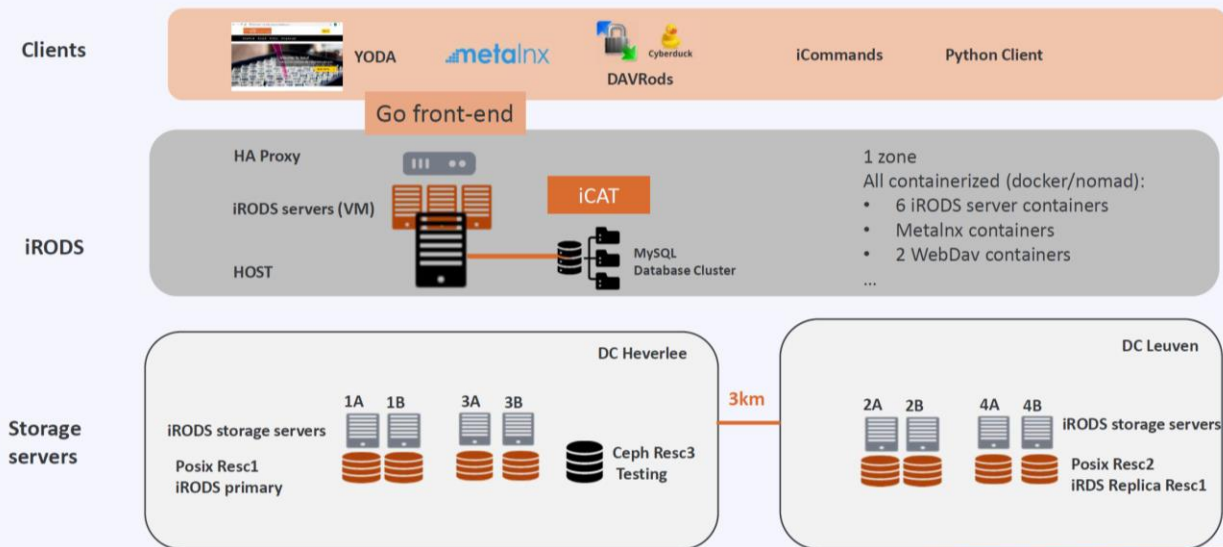 Clients
YODA
metalnx
Cyberduck
DAVRods
iCommands
Python Client
Go front-end
iRODS
HA Proxy
iRODS servers (VM)
HOST
iCAT
MySQL
Database Cluster
1 zone
All containerized (docker/nomad):
• 6 iRODS server containers
• Metalnx containers
• 2 WebDav containers
...
Storage
servers
DC Heverlee
1A 1B 3A 3B
iRODS storage servers
Posix Resc1
iRODS primary
Ceph Resc3
Testing
3km
DC Leuven
2A 2B 4A 4B
iRODS storage servers
Posix Resc2
iRDS Replica Resc1